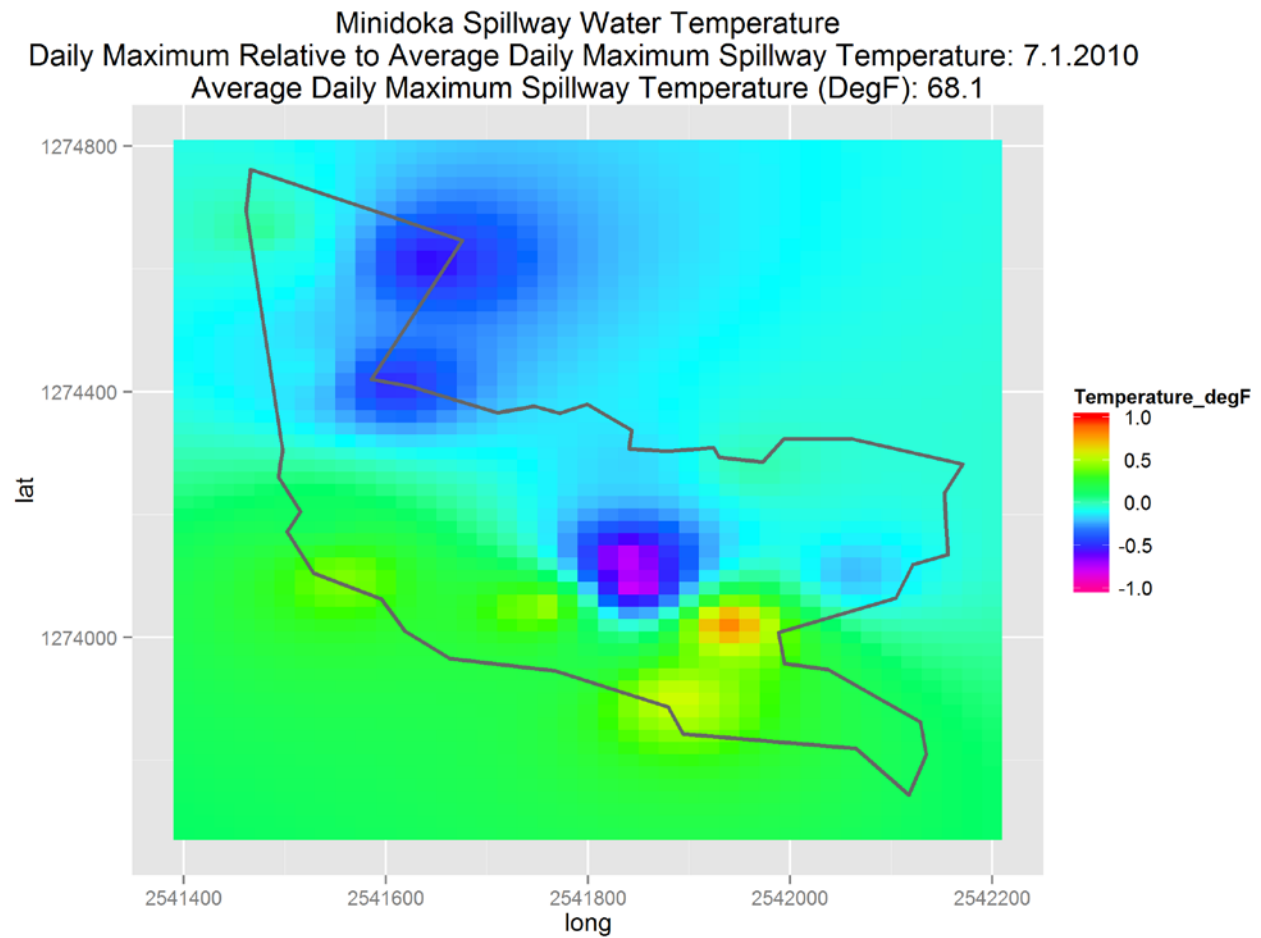 Minidoka Spillway Water Temperature
Daily Maximum Relative to Average Daily Maximum Spillway Temperature: 7.1.2010
Average Daily Maximum Spillway Temperature (DegF): 68.1
1274800
1274400
1274000
lat
2541400 2541600 2541800 2542000 2542200
long
Temperature_degF
1.0
0.5
0.0
-0.5
-1.0